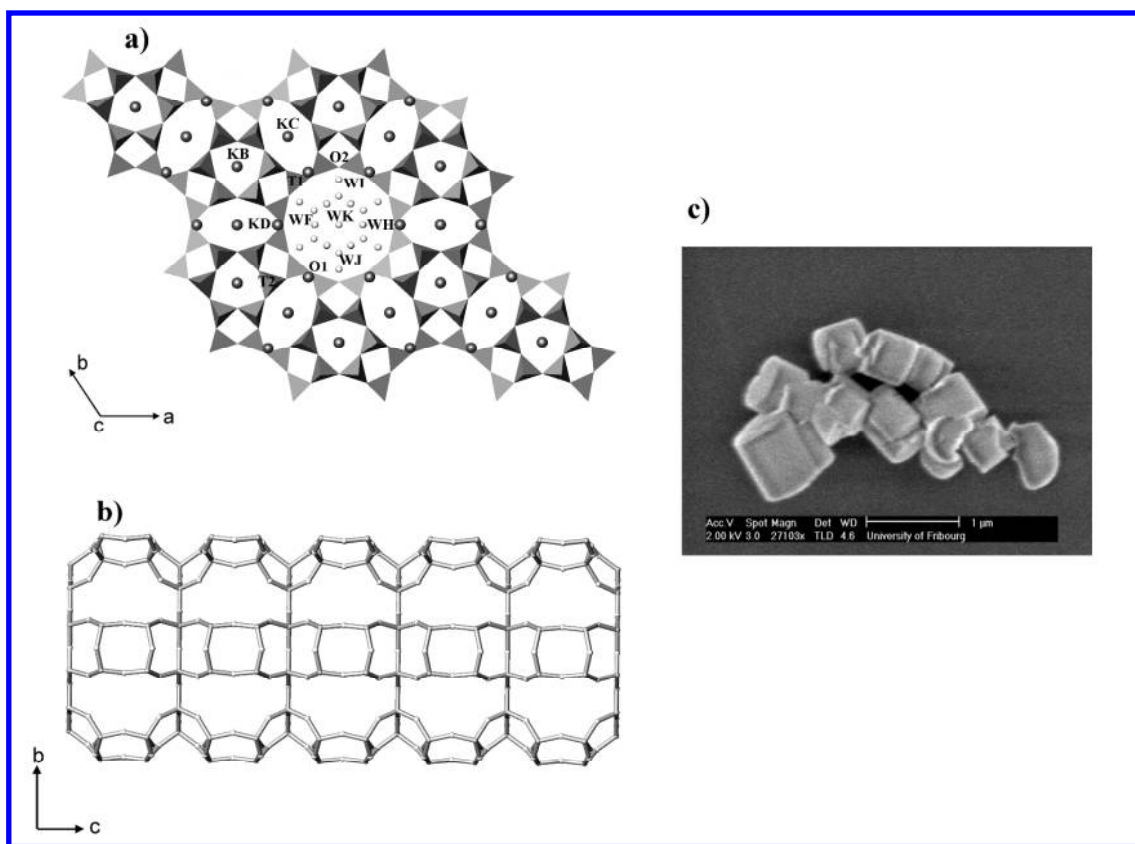 a)
KC
KB
O2
T1
WI
WF
WK
KD
WH
WJ
O1
T2
b
c
a
c)
Acc.V Spot Magn Det WD 1 µm
2.00 kV 3.0 27103x TLD 4.6 University of Fribourg
b)
b
c